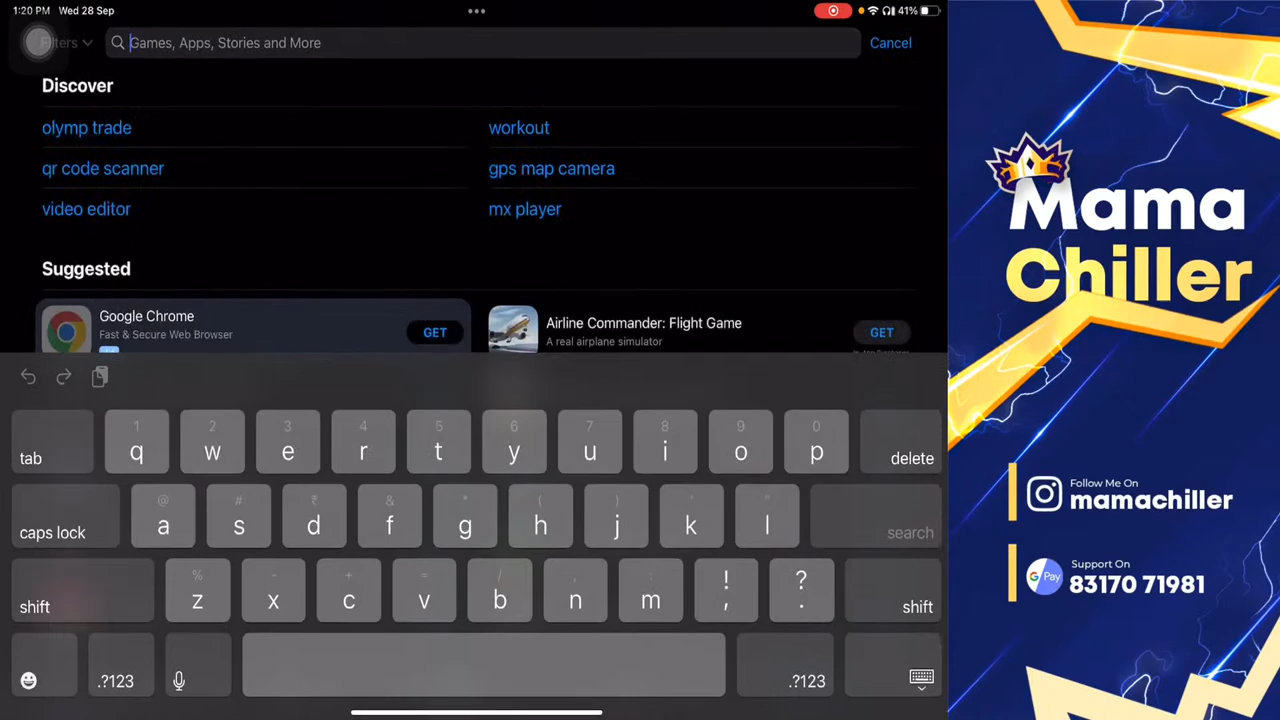 1:20 PM Wed 28 Sep
41%
Filters
Games, Apps, Stories and More
Cancel
Discover
olymp trade
workout
qr code scanner
gps map camera
video editor
mx player
Suggested
Google Chrome
Fast & Secure Web Browser
GET
Airline Commander: Flight Game
A real airplane simulator
GET
1 2 3 4 5 6 7 8 9 0
tab q w e r t y u i o p delete
@ # ₹ & * ( ) ' "
caps lock a s d f g h j k l search
% - + = / ; : ! ?
shift z x c v b n m , . shift
.?123 .?123
Mama
Chiller
Follow Me On
mamachiller
Support On
G Pay
83170 71981